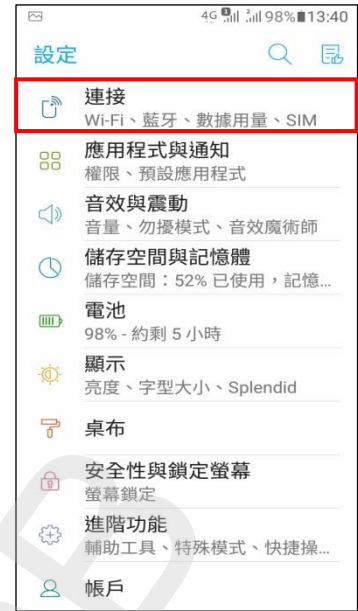 4G 98% 13:40
設定
連接
Wi-Fi、藍牙、數據用量、SIM
應用程式與通知
權限、預設應用程式
音效與震動
音量、勿擾模式、音效魔術師
儲存空間與記憶體
儲存空間：52% 已使用，記憶...
電池
98% - 約剩 5 小時
顯示
亮度、字型大小、Splendid
桌布
安全性與鎖定螢幕
螢幕鎖定
進階功能
輔助工具、特殊模式、快捷操...
帳戶